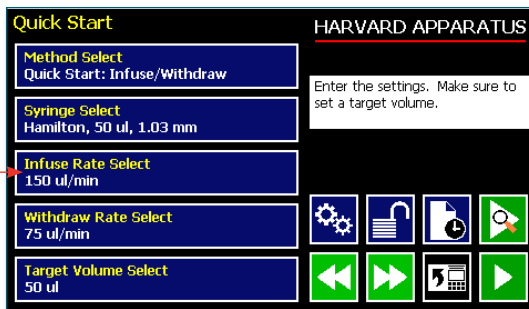 Quick Start
Method Select
Quick Start: Infuse/Withdraw
Syringe Select
Hamilton, 50 ul, 1.03 mm
Infuse Rate Select
150 ul/min
Withdraw Rate Select
75 ul/min
Target Volume Select
50 ul
HARVARD APPARATUS
Enter the settings. Make sure to
set a target volume.